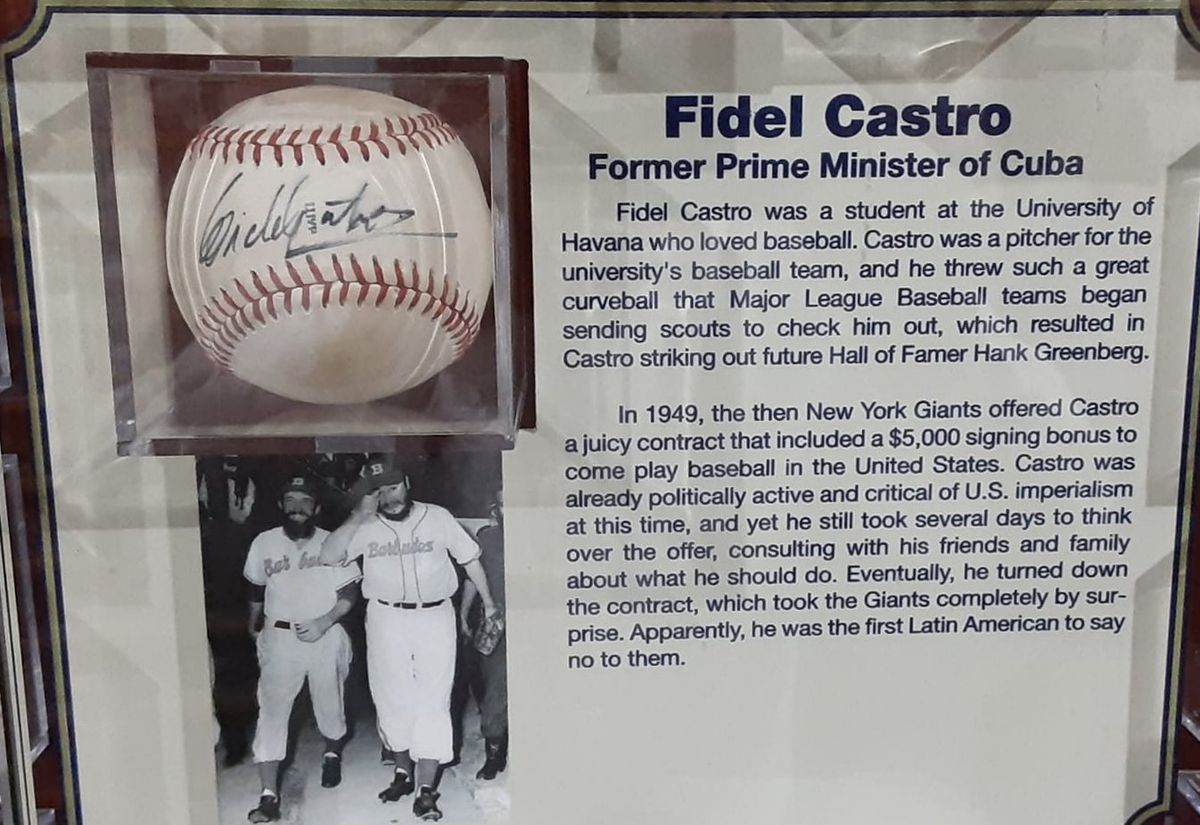 Fidel Castro
Former Prime Minister of Cuba
Fidel Castro was a student at the University of
Havana who loved baseball. Castro was a pitcher for the
university's baseball team, and he threw such a great
curveball that Major League Baseball teams began
sending scouts to check him out, which resulted in
Castro striking out future Hall of Famer Hank Greenberg.
In 1949, the then New York Giants offered Castro
a juicy contract that included a $5,000 signing bonus to
come play baseball in the United States. Castro was
already politically active and critical of U.S. imperialism
at this time, and yet he still took several days to think
over the offer, consulting with his friends and family
about what he should do. Eventually, he turned down
the contract, which took the Giants completely by sur-
prise. Apparently, he was the first Latin American to say
no to them.
B
B
Barbudos